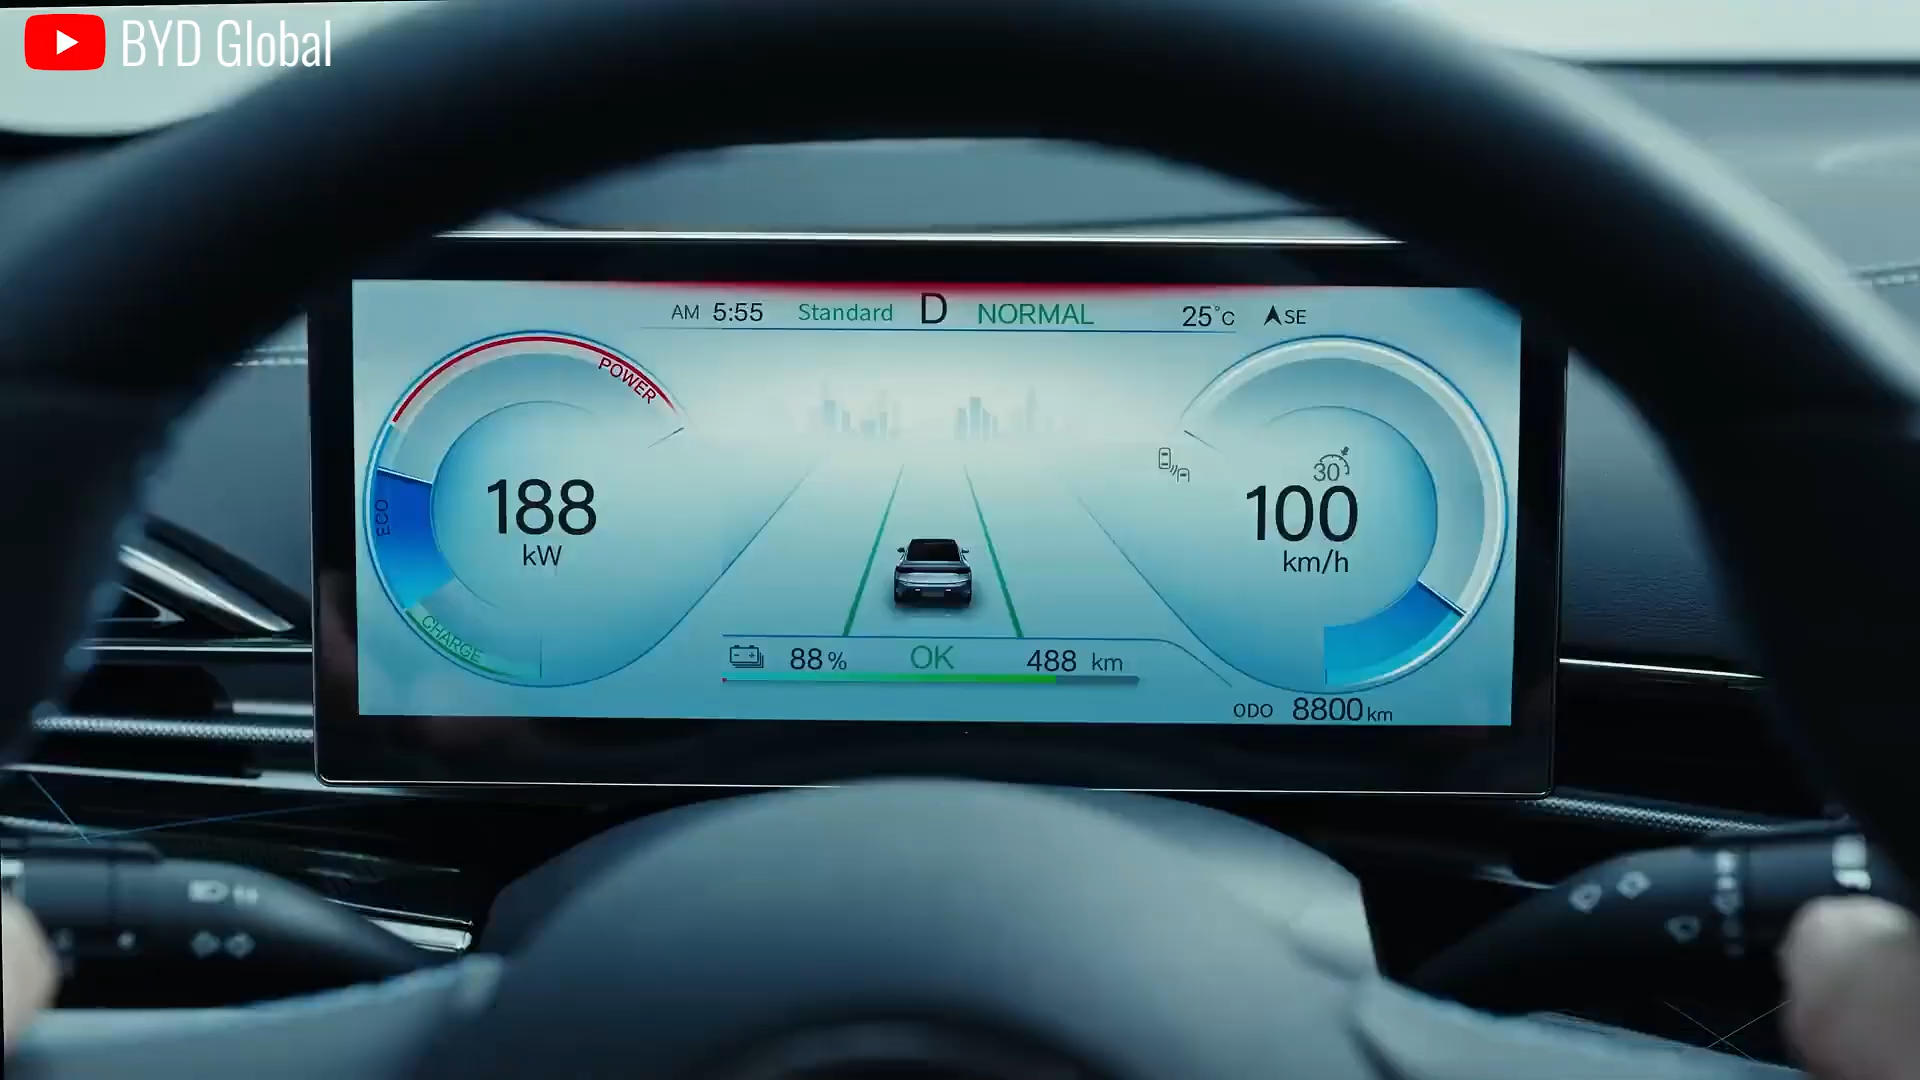 BYD Global
AM 5:55 Standard D NORMAL 25°C SE
POWER
ECO
CHARGE
188
kW
30
100
km/h
88% OK 488 km
ODO 8800km